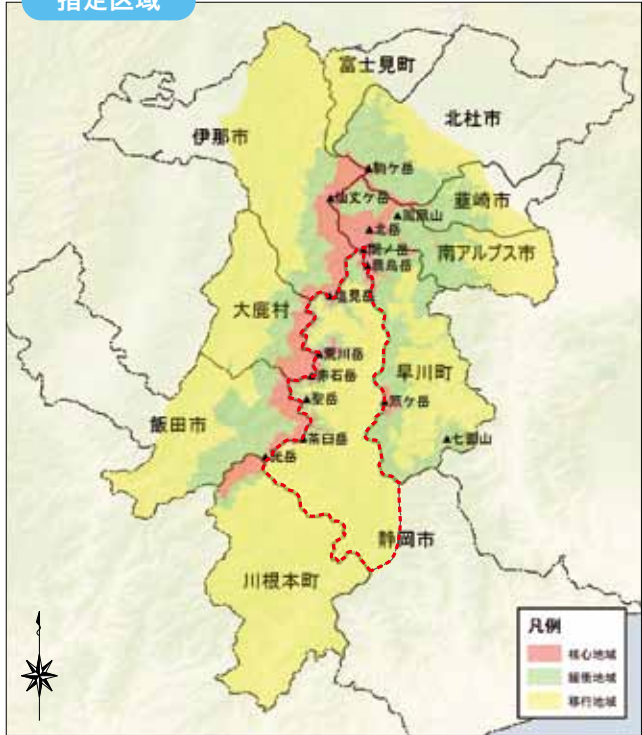 指定区域
富士見町
北杜市
伊那市
駒ケ岳
仙丈ケ岳
韮崎市
鳳凰山
北岳
間ノ岳
南アルプス市
農鳥岳
塩見岳
大鹿村
荒川岳
赤石岳
早川町
聖岳
笊ケ岳
飯田市
茶臼岳
七面山
光岳
静岡市
川根本町
凡例
核心地域
緩衝地域
移行地域